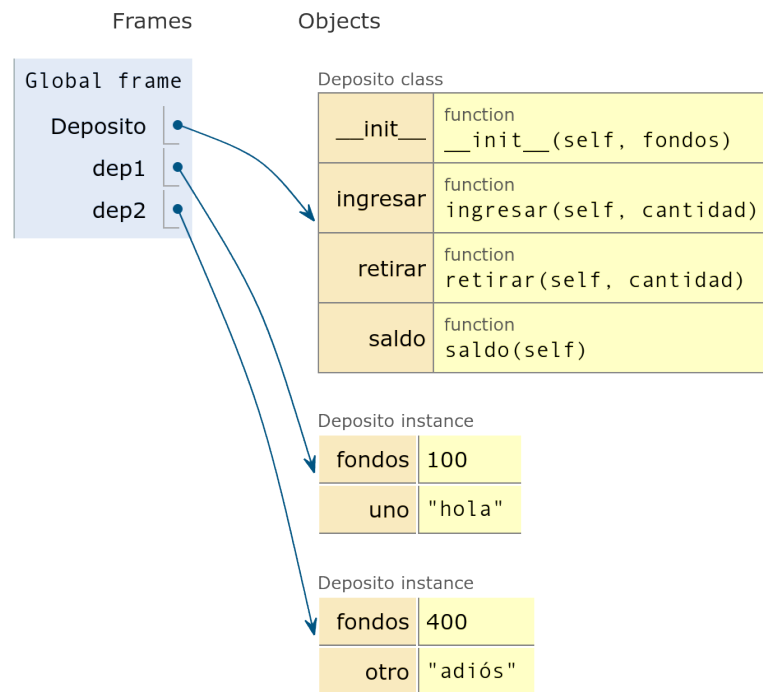 Frames Objects
Global frame
Deposito
dep1
dep2
Deposito class
__init__ function
__init__(self, fondos)
ingresar function
ingresar(self, cantidad)
retirar function
retirar(self, cantidad)
saldo function
saldo(self)
Deposito instance
fondos 100
uno "hola"
Deposito instance
fondos 400
otro "adiós"